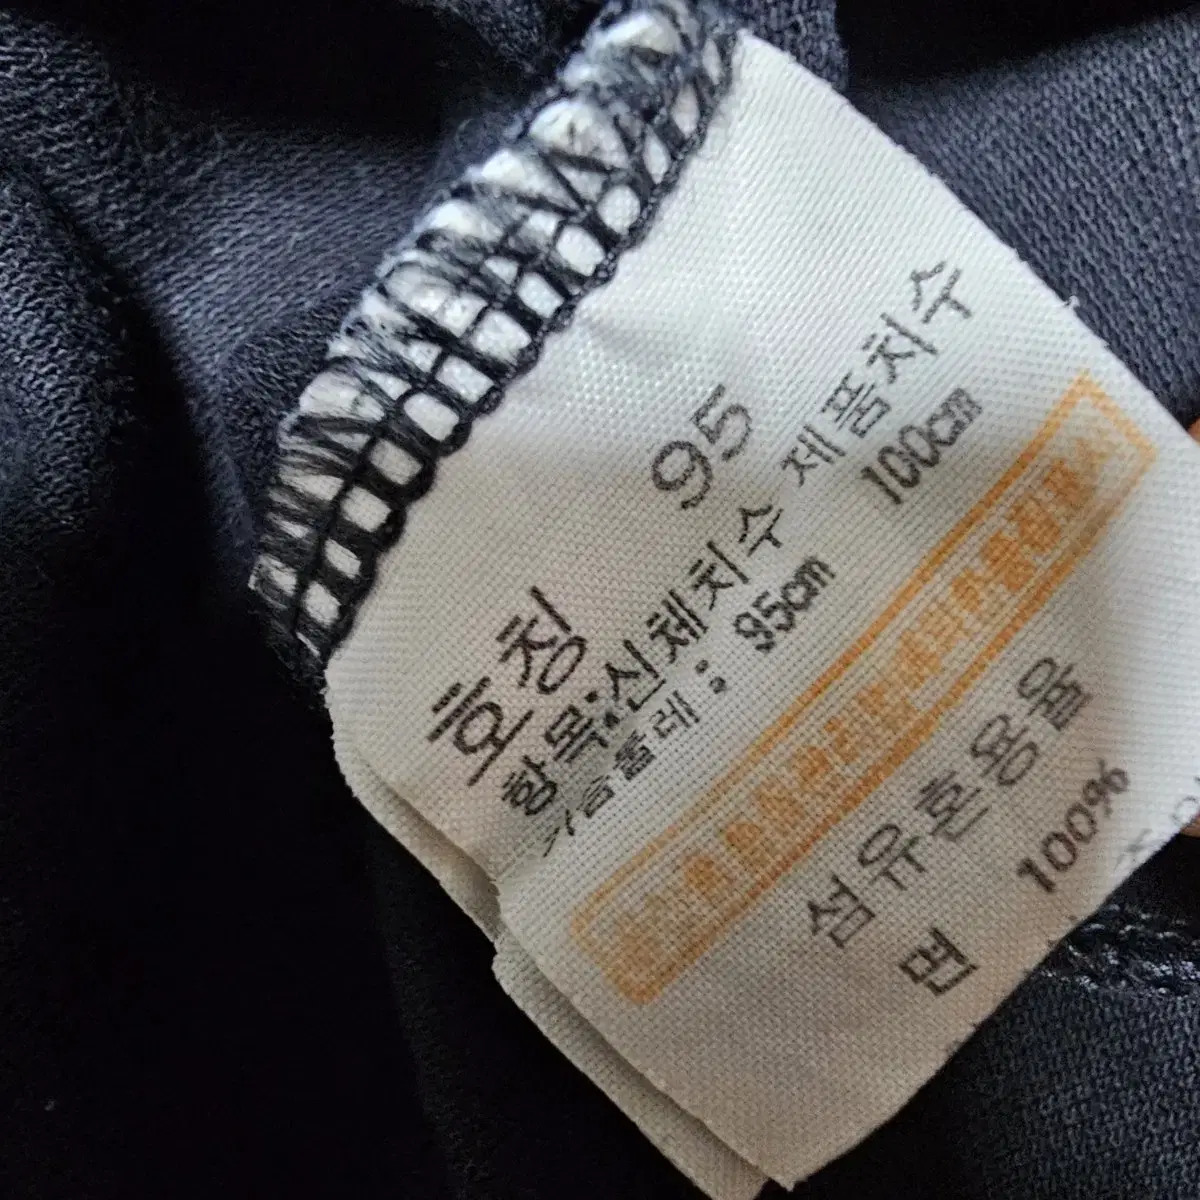 호칭 95
항목:신체치수 제품치수
가슴둘레: 95cm 100cm
섬유혼용율
면 100%